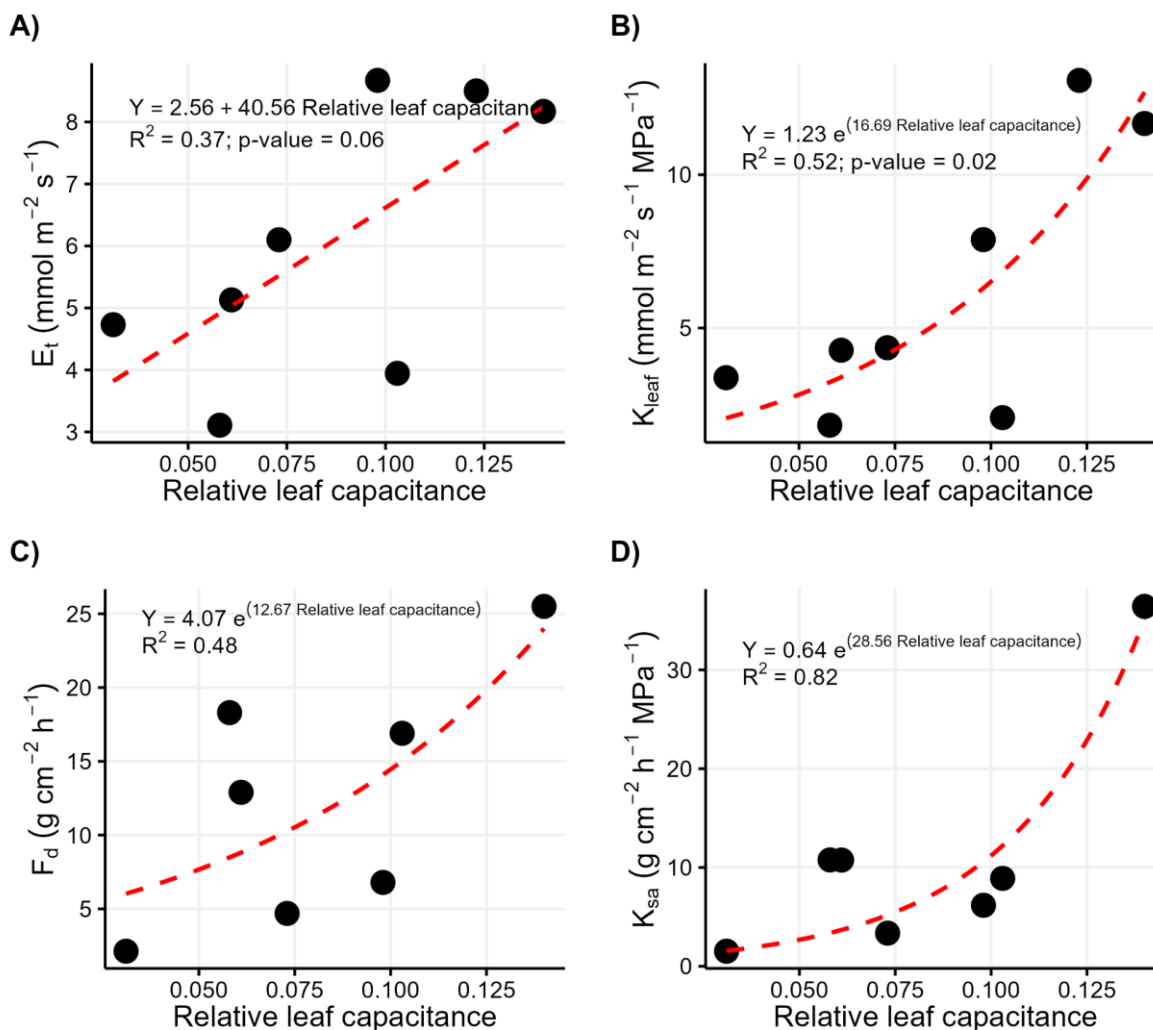 A)
Y = 2.56 + 40.56 Relative leaf capacitance
R² = 0.37; p-value = 0.06
8
7
6
5
4
3
Eₜ (mmol m⁻² s⁻¹)
0.050 0.075 0.100 0.125
Relative leaf capacitance
B)
Y = 1.23 e^(16.69 Relative leaf capacitance)
R² = 0.52; p-value = 0.02
10
5
K_leaf (mmol m⁻² s⁻¹ MPa⁻¹)
0.050 0.075 0.100 0.125
Relative leaf capacitance
C)
Y = 4.07 e^(12.67 Relative leaf capacitance)
R² = 0.48
25
20
15
10
5
F_d (g cm⁻² h⁻¹)
0.050 0.075 0.100 0.125
Relative leaf capacitance
D)
Y = 0.64 e^(28.56 Relative leaf capacitance)
R² = 0.82
30
20
10
0
K_sa (g cm⁻² h⁻¹ MPa⁻¹)
0.050 0.075 0.100 0.125
Relative leaf capacitance